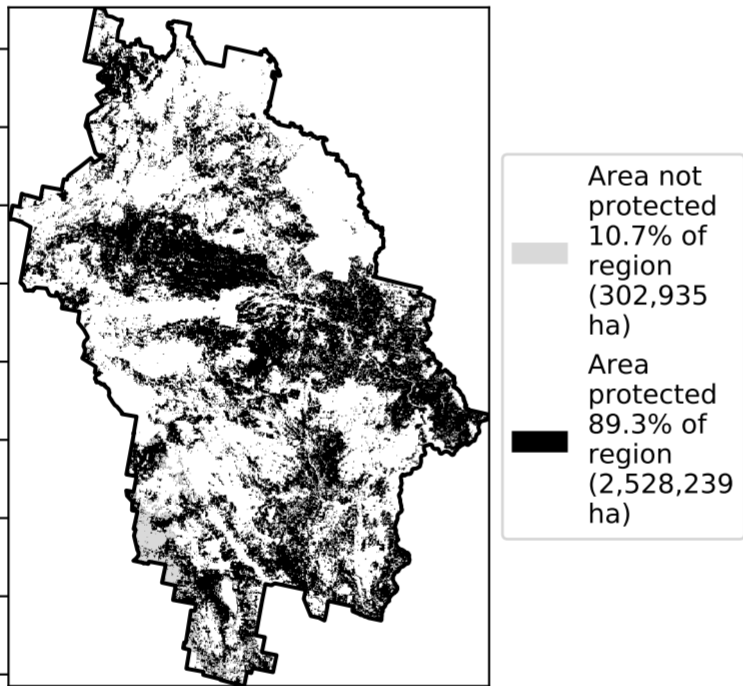 Area not
protected
10.7% of
region
(302,935
ha)
Area
protected
89.3% of
region
(2,528,239
ha)